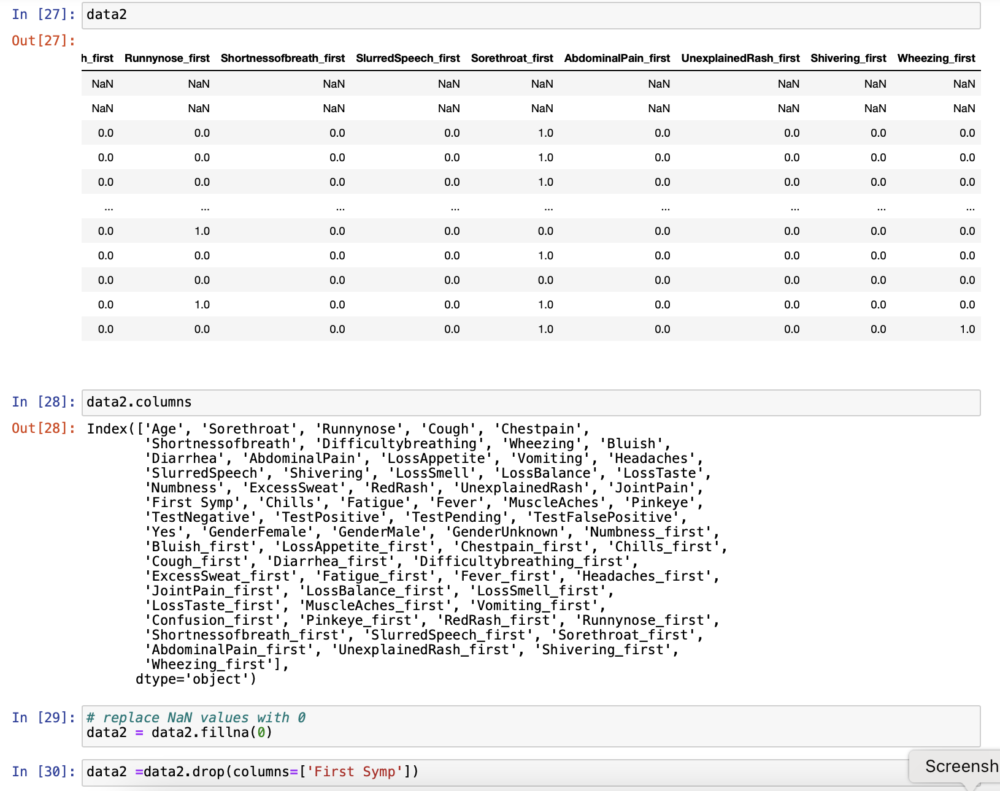 In [27]: data2
Out[27]:
h_first Runnynose_first Shortnessofbreath_first SlurredSpeech_first Sorethroat_first AbdominalPain_first UnexplainedRash_first Shivering_first Wheezing_first
NaN NaN NaN NaN NaN NaN NaN NaN NaN
NaN NaN NaN NaN NaN NaN NaN NaN NaN
0.0 0.0 0.0 0.0 1.0 0.0 0.0 0.0 0.0
0.0 0.0 0.0 0.0 1.0 0.0 0.0 0.0 0.0
0.0 0.0 0.0 0.0 1.0 0.0 0.0 0.0 0.0
... ... ... ... ... ... ... ... ...
0.0 1.0 0.0 0.0 0.0 0.0 0.0 0.0 0.0
0.0 0.0 0.0 0.0 1.0 0.0 0.0 0.0 0.0
0.0 0.0 0.0 0.0 0.0 0.0 0.0 0.0 0.0
0.0 1.0 0.0 0.0 1.0 0.0 0.0 0.0 0.0
0.0 0.0 0.0 0.0 1.0 0.0 0.0 0.0 1.0
In [28]: data2.columns
Out[28]: Index(['Age', 'Sorethroat', 'Runnynose', 'Cough', 'Chestpain',
'Shortnessofbreath', 'Difficultybreathing', 'Wheezing', 'Bluish',
'Diarrhea', 'AbdominalPain', 'LossAppetite', 'Vomiting', 'Headaches',
'SlurredSpeech', 'Shivering', 'LossSmell', 'LossBalance', 'LossTaste',
'Numbness', 'ExcessSweat', 'RedRash', 'UnexplainedRash', 'JointPain',
'First Symp', 'Chills', 'Fatigue', 'Fever', 'MuscleAches', 'Pinkeye',
'TestNegative', 'TestPositive', 'TestPending', 'TestFalsePositive',
'Yes', 'GenderFemale', 'GenderMale', 'GenderUnknown', 'Numbness_first',
'Bluish_first', 'LossAppetite_first', 'Chestpain_first', 'Chills_first',
'Cough_first', 'Diarrhea_first', 'Difficultybreathing_first',
'ExcessSweat_first', 'Fatigue_first', 'Fever_first', 'Headaches_first',
'JointPain_first', 'LossBalance_first', 'LossSmell_first',
'LossTaste_first', 'MuscleAches_first', 'Vomiting_first',
'Confusion_first', 'Pinkeye_first', 'RedRash_first', 'Runnynose_first',
'Shortnessofbreath_first', 'SlurredSpeech_first', 'Sorethroat_first',
'AbdominalPain_first', 'UnexplainedRash_first', 'Shivering_first',
'Wheezing_first'],
dtype='object')
In [29]: # replace NaN values with 0
data2 = data2.fillna(0)
In [30]: data2 =data2.drop(columns=['First Symp'])
Screensh